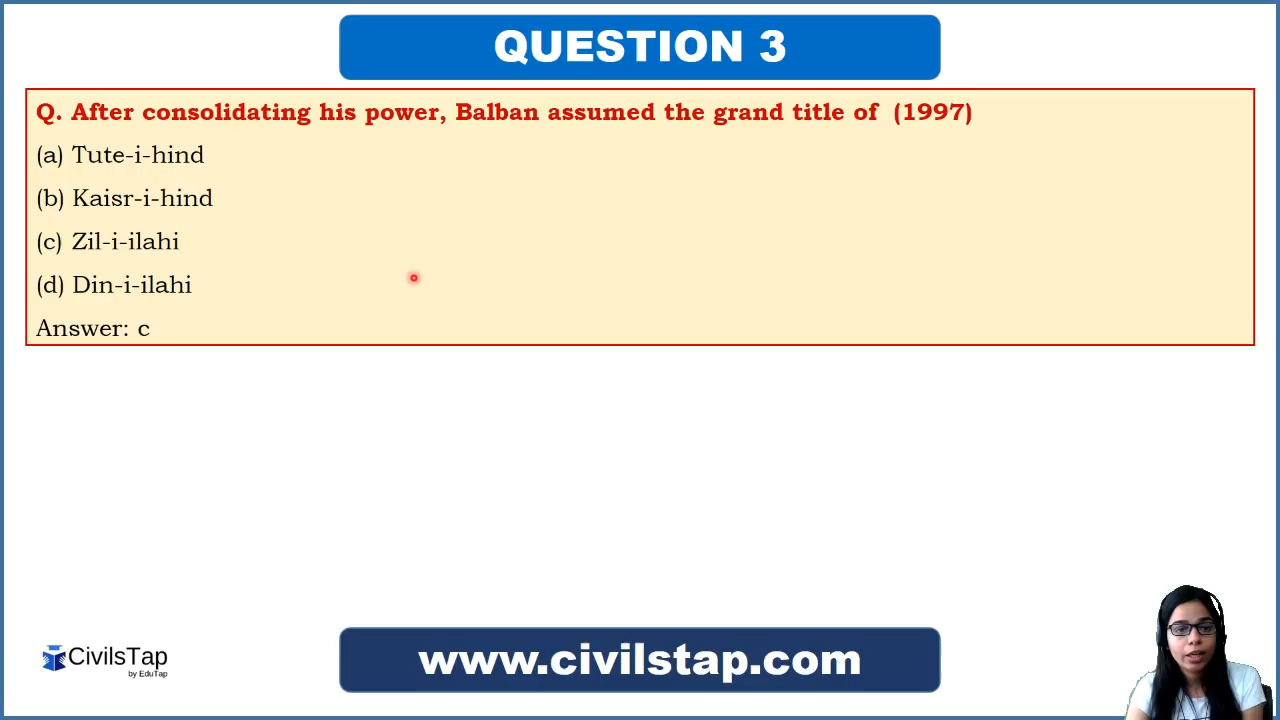 QUESTION 3
Q. After consolidating his power, Balban assumed the grand title of (1997)
(a) Tute-i-hind
(b) Kaisr-i-hind
(c) Zil-i-ilahi
(d) Din-i-ilahi
Answer: c
CivilsTap
by EduTap
www.civilstap.com